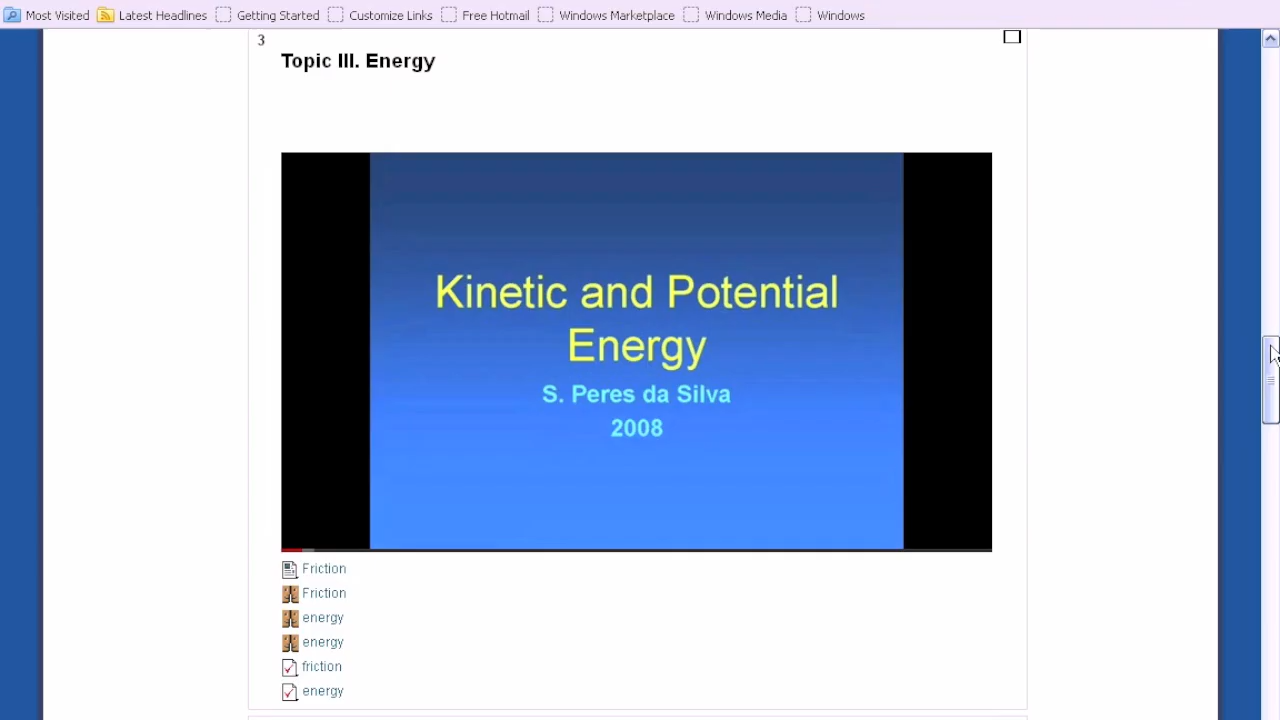 Most Visited Latest Headlines Getting Started Customize Links Free Hotmail Windows Marketplace Windows Media Windows
3
Topic III. Energy
Kinetic and Potential
Energy
S. Peres da Silva
2008
Friction
Friction
energy
energy
friction
energy